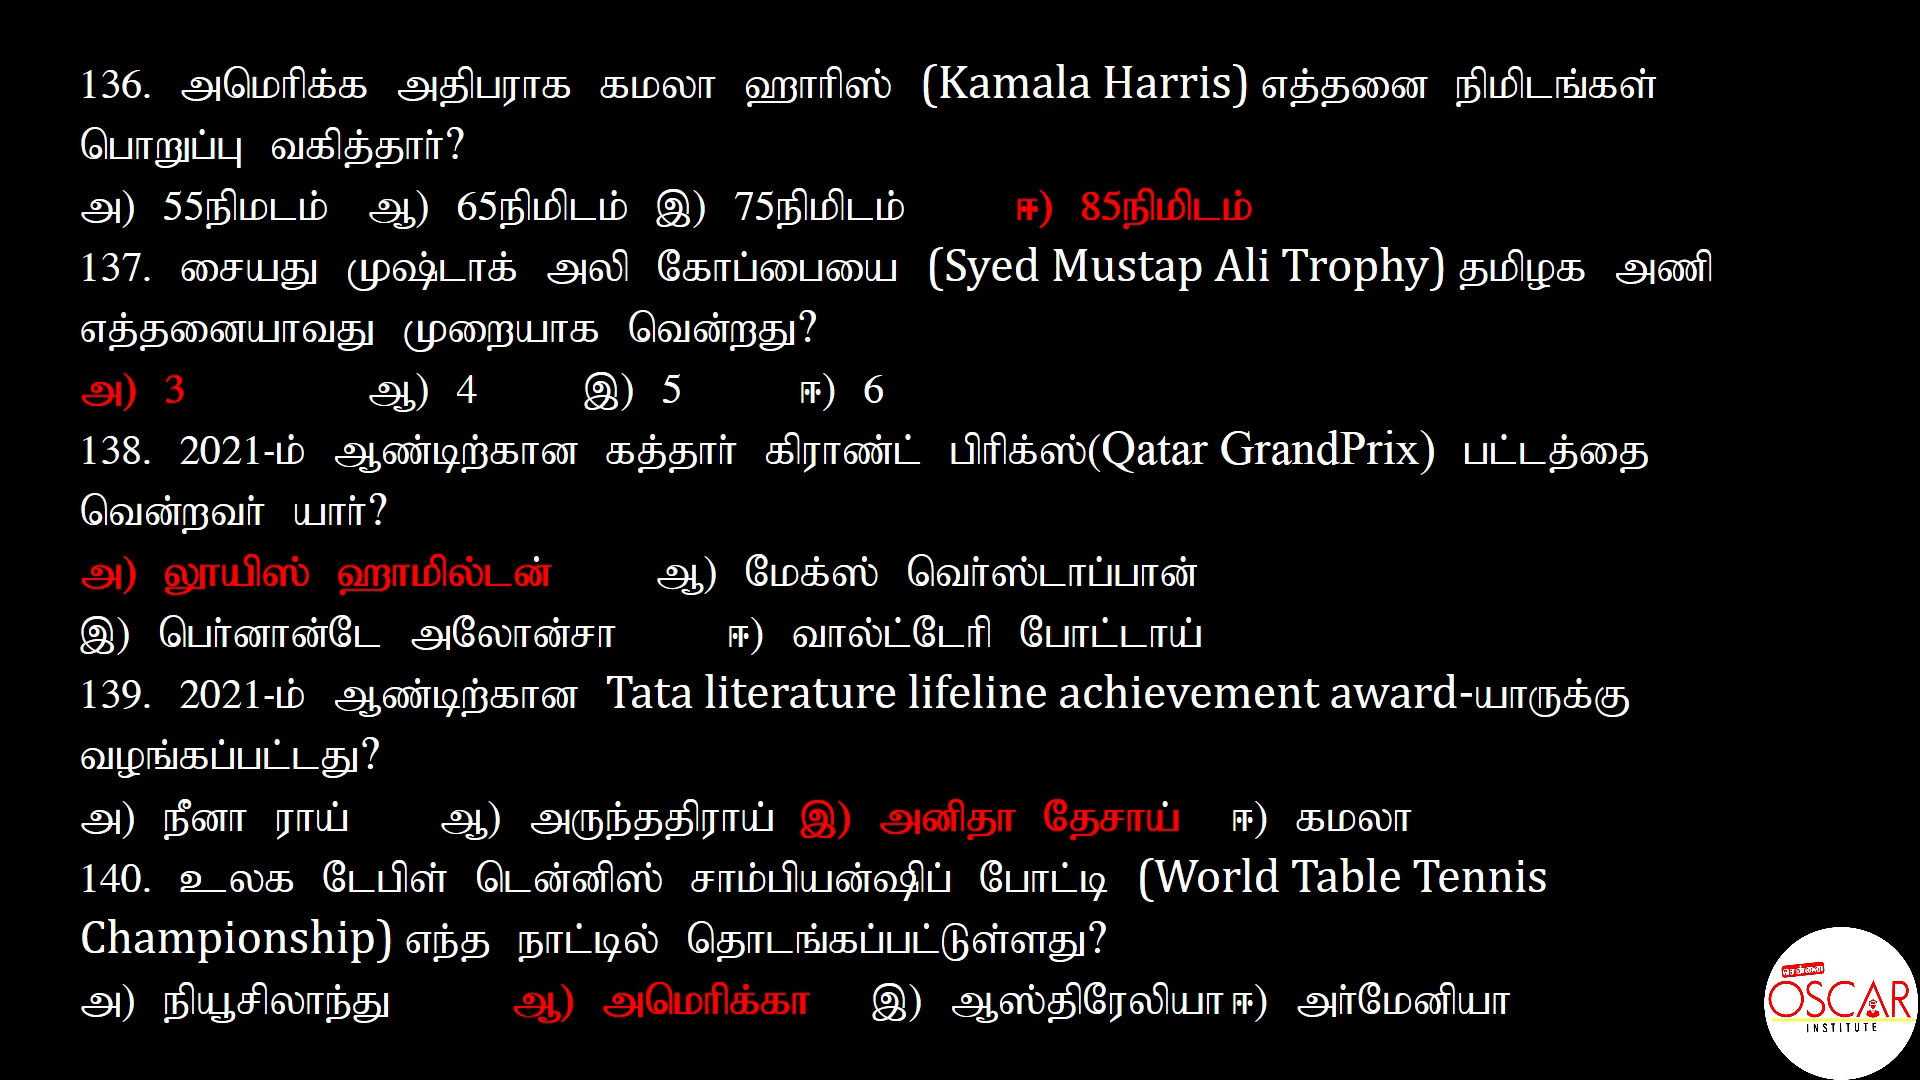 136. அமெரிக்க அதிபராக கமலா ஹாரிஸ் (Kamala Harris) எத்தனை நிமிடங்கள்
பொறுப்பு வகித்தார்?
அ) 55நிமடம் ஆ) 65நிமிடம் இ) 75நிமிடம் ஈ) 85நிமிடம்
137. சையது முஷ்டாக் அலி கோப்பையை (Syed Mustap Ali Trophy) தமிழக அணி
எத்தனையாவது முறையாக வென்றது?
அ) 3 ஆ) 4 இ) 5 ஈ) 6
138. 2021-ம் ஆண்டிற்கான கத்தார் கிராண்ட் பிரிக்ஸ்(Qatar GrandPrix) பட்டத்தை
வென்றவர் யார்?
அ) லூயிஸ் ஹாமில்டன் ஆ) மேக்ஸ் வெர்ஸ்டாப்பான்
இ) பெர்னான்டே அலோன்சா ஈ) வால்ட்டேரி போட்டாய்
139. 2021-ம் ஆண்டிற்கான Tata literature lifeline achievement award-யாருக்கு
வழங்கப்பட்டது?
அ) நீனா ராய் ஆ) அருந்ததிராய் இ) அனிதா தேசாய் ஈ) கமலா
140. உலக டேபிள் டென்னிஸ் சாம்பியன்ஷிப் போட்டி (World Table Tennis
Championship) எந்த நாட்டில் தொடங்கப்பட்டுள்ளது?
அ) நியூசிலாந்து ஆ) அமெரிக்கா இ) ஆஸ்திரேலியா ஈ) அர்மேனியா
சென்னை
OSCAR
INSTITUTE